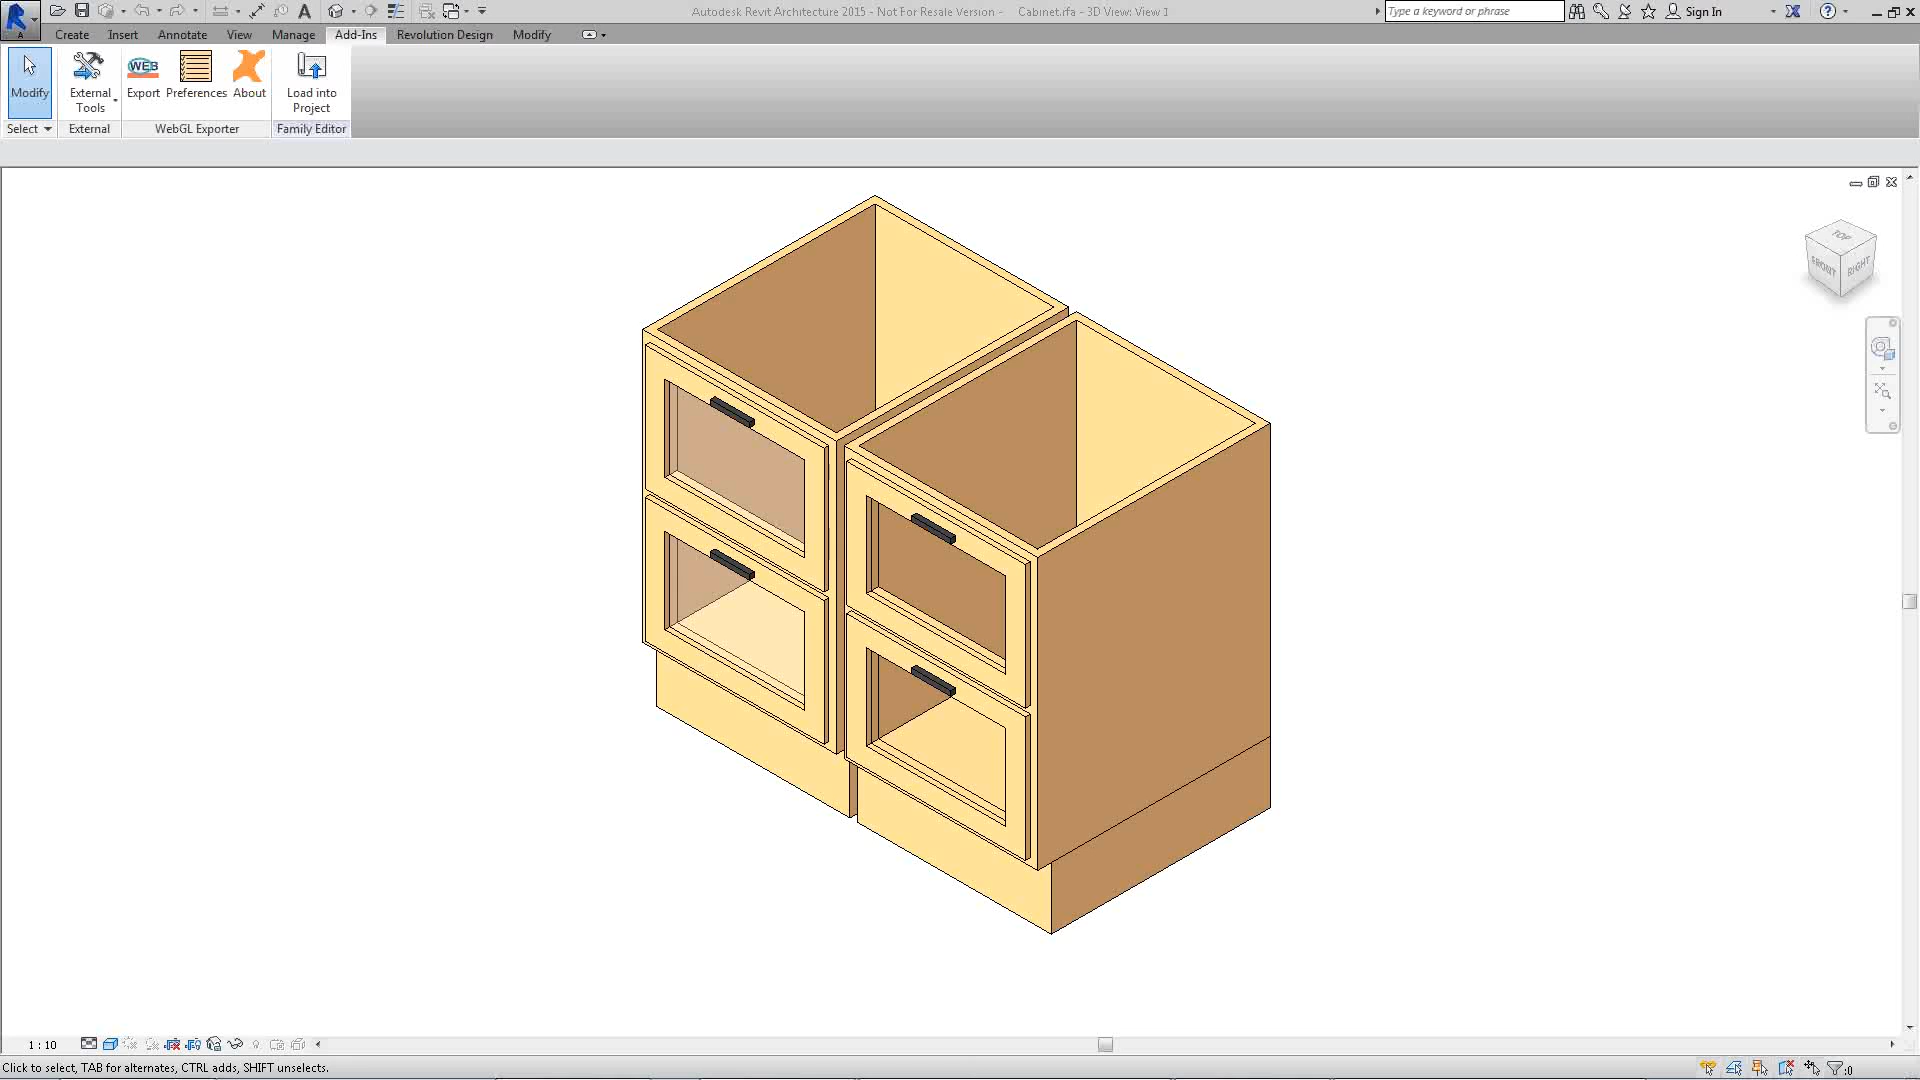 Autodesk Revit Architecture 2015 - Not For Resale Version - Cabinet.rfa - 3D View: View 1
Type a keyword or phrase
Sign In
Create Insert Annotate View Manage Add-Ins Revolution Design Modify
Modify
External Tools
WEB
Export
Preferences
About
Load into Project
Select External WebGL Exporter Family Editor
TOP
FRONT RIGHT
1 : 10
Click to select, TAB for alternates, CTRL adds, SHIFT unselects.
:0